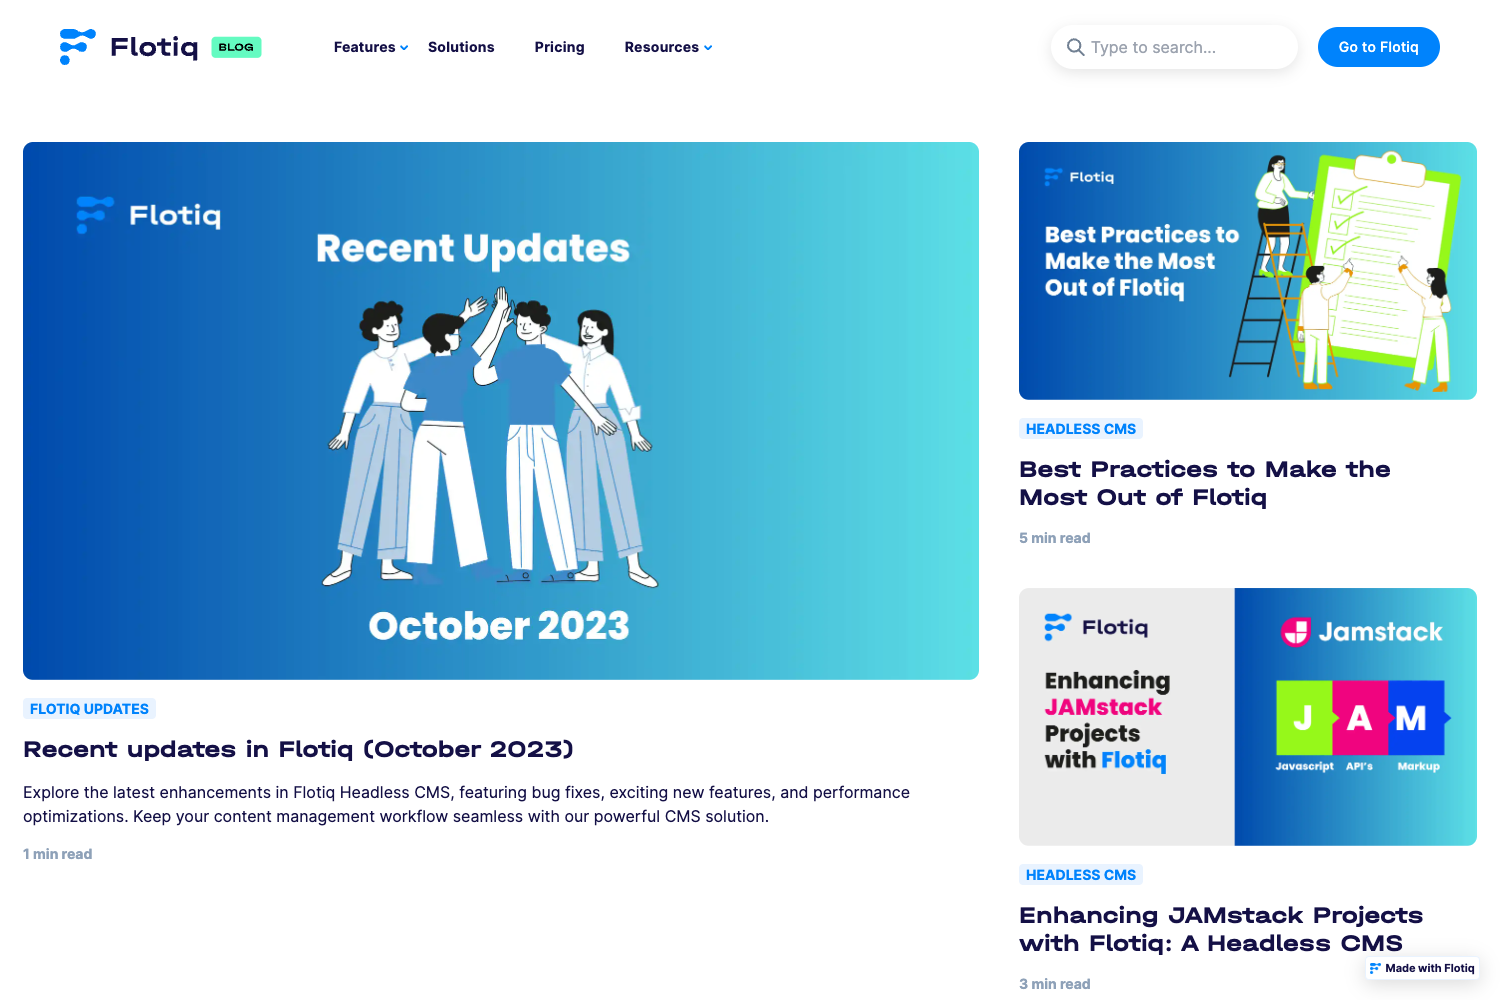 Flotiq BLOG
Features
Solutions
Pricing
Resources
Type to search...
Go to Flotiq
Flotiq
Recent Updates
October 2023
FLOTIQ UPDATES
Recent updates in Flotiq (October 2023)
Explore the latest enhancements in Flotiq Headless CMS, featuring bug fixes, exciting new features, and performance
optimizations. Keep your content management workflow seamless with our powerful CMS solution.
1 min read
Flotiq
Best Practices to
Make the Most
Out of Flotiq
HEADLESS CMS
Best Practices to Make the
Most Out of Flotiq
5 min read
Flotiq
Enhancing
JAMstack
Projects
with Flotiq
Jamstack
J A M
Javascript API's Markup
HEADLESS CMS
Enhancing JAMstack Projects
with Flotiq: A Headless CMS
3 min read
Made with Flotiq